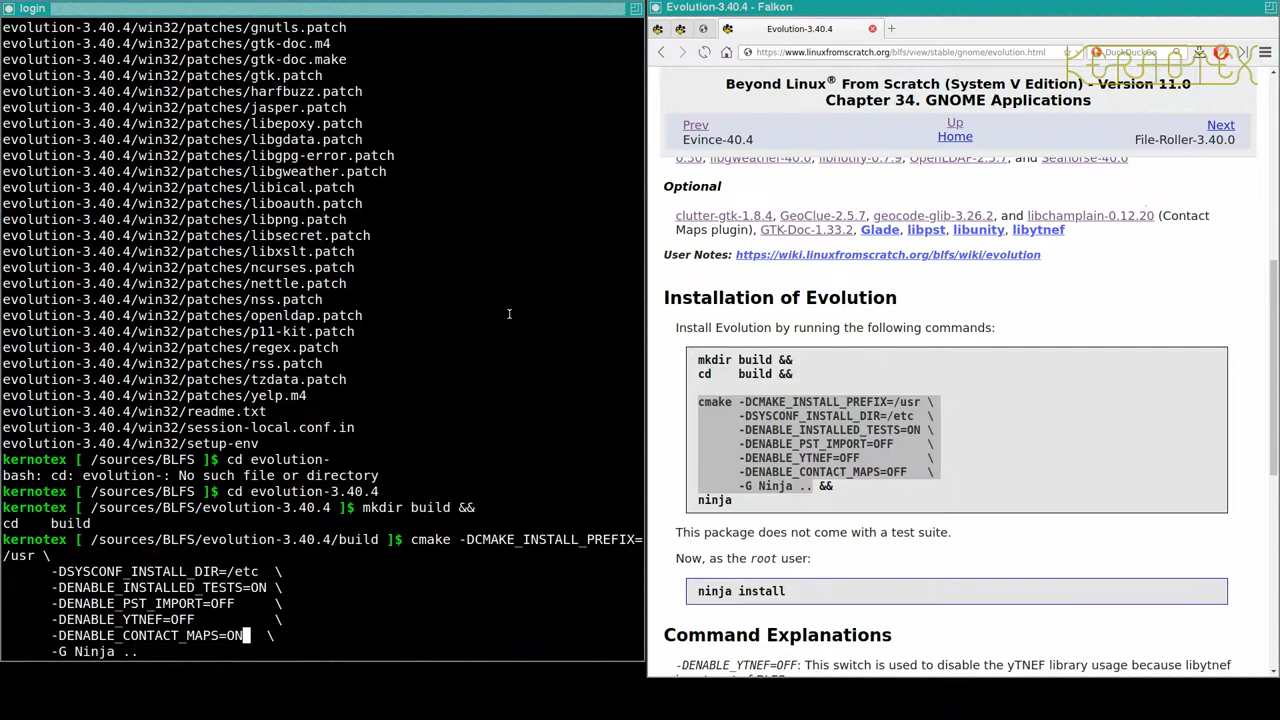 login
evolution-3.40.4/win32/patches/gnutls.patch
evolution-3.40.4/win32/patches/gtk-doc.m4
evolution-3.40.4/win32/patches/gtk-doc.make
evolution-3.40.4/win32/patches/gtk.patch
evolution-3.40.4/win32/patches/harfbuzz.patch
evolution-3.40.4/win32/patches/jasper.patch
evolution-3.40.4/win32/patches/libepoxy.patch
evolution-3.40.4/win32/patches/libgdata.patch
evolution-3.40.4/win32/patches/libgpg-error.patch
evolution-3.40.4/win32/patches/libgweather.patch
evolution-3.40.4/win32/patches/libical.patch
evolution-3.40.4/win32/patches/liboauth.patch
evolution-3.40.4/win32/patches/libpng.patch
evolution-3.40.4/win32/patches/libsecret.patch
evolution-3.40.4/win32/patches/libxslt.patch
evolution-3.40.4/win32/patches/ncurses.patch
evolution-3.40.4/win32/patches/nettle.patch
evolution-3.40.4/win32/patches/nss.patch
evolution-3.40.4/win32/patches/openldap.patch
evolution-3.40.4/win32/patches/p11-kit.patch
evolution-3.40.4/win32/patches/regex.patch
evolution-3.40.4/win32/patches/rss.patch
evolution-3.40.4/win32/patches/tzdata.patch
evolution-3.40.4/win32/patches/yelp.m4
evolution-3.40.4/win32/readme.txt
evolution-3.40.4/win32/session-local.conf.in
evolution-3.40.4/win32/setup-env
kernotex [ /sources/BLFS ]$ cd evolution-
bash: cd: evolution-: No such file or directory
kernotex [ /sources/BLFS ]$ cd evolution-3.40.4
kernotex [ /sources/BLFS/evolution-3.40.4 ]$ mkdir build &&
cd    build
kernotex [ /sources/BLFS/evolution-3.40.4/build ]$ cmake -DCMAKE_INSTALL_PREFIX=
/usr \
-DSYSCONF_INSTALL_DIR=/etc  \
-DENABLE_INSTALLED_TESTS=ON \
-DENABLE_PST_IMPORT=OFF     \
-DENABLE_YTNEF=OFF          \
-DENABLE_CONTACT_MAPS=ON   \
-G Ninja ..
Evolution-3.40.4 - Falkon
Evolution-3.40.4
https://www.linuxfromscratch.org/blfs/view/stable/gnome/evolution.html
DuckDuckGo
KERNOTEX
Beyond Linux® From Scratch (System V Edition) - Version 11.0
Chapter 34. GNOME Applications
Prev
Up
Next
Evince-40.4
Home
File-Roller-3.40.0
0.30, libgweather-40.0, libnotify-0.7.9, OpenLDAP-2.5.7, and Seahorse-40.0
Optional
clutter-gtk-1.8.4, GeoClue-2.5.7, geocode-glib-3.26.2, and libchamplain-0.12.20 (Contact
Maps plugin), GTK-Doc-1.33.2, Glade, libpst, libunity, libytnef
User Notes: https://wiki.linuxfromscratch.org/blfs/wiki/evolution
Installation of Evolution
Install Evolution by running the following commands:
mkdir build &&
cd    build &&
cmake -DCMAKE_INSTALL_PREFIX=/usr \
-DSYSCONF_INSTALL_DIR=/etc  \
-DENABLE_INSTALLED_TESTS=ON \
-DENABLE_PST_IMPORT=OFF     \
-DENABLE_YTNEF=OFF          \
-DENABLE_CONTACT_MAPS=OFF   \
-G Ninja .. &&
ninja
This package does not come with a test suite.
Now, as the root user:
ninja install
Command Explanations
-DENABLE_YTNEF=OFF: This switch is used to disable the yTNEF library usage because libytnef